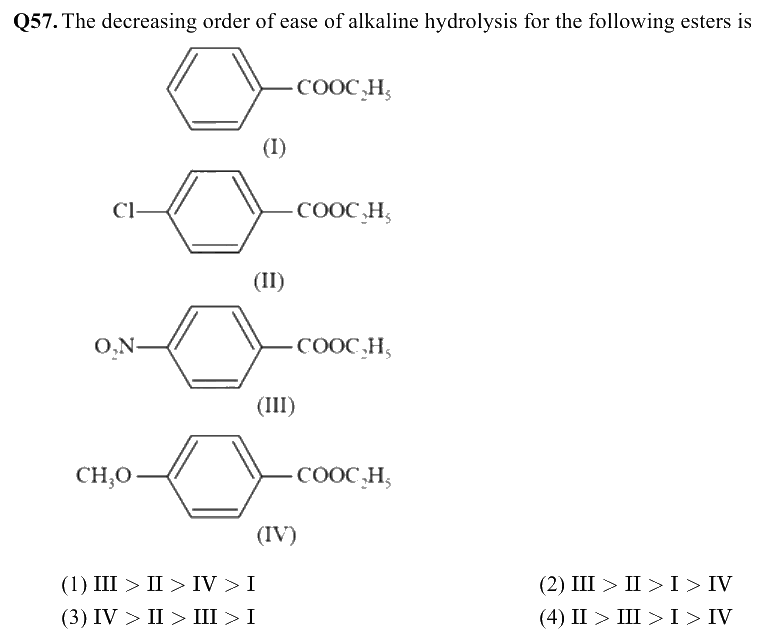 Q57. The decreasing order of ease of alkaline hydrolysis for the following esters is
COOC₂H₅
(I)
Cl COOC₂H₅
(II)
O₂N COOC₂H₅
(III)
CH₃O COOC₂H₅
(IV)
(1) III > II > IV > I (2) III > II > I > IV
(3) IV > II > III > I (4) II > III > I > IV